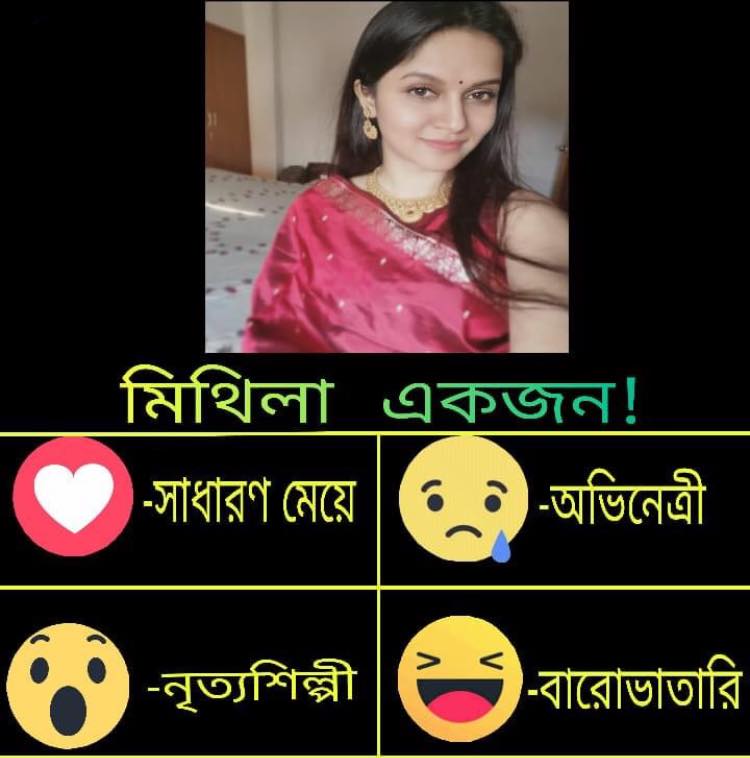 মিথিলা একজন!
-সাধারণ মেয়ে
-অভিনেত্রী
-নৃত্যশিল্পী
-বারোভাতারি